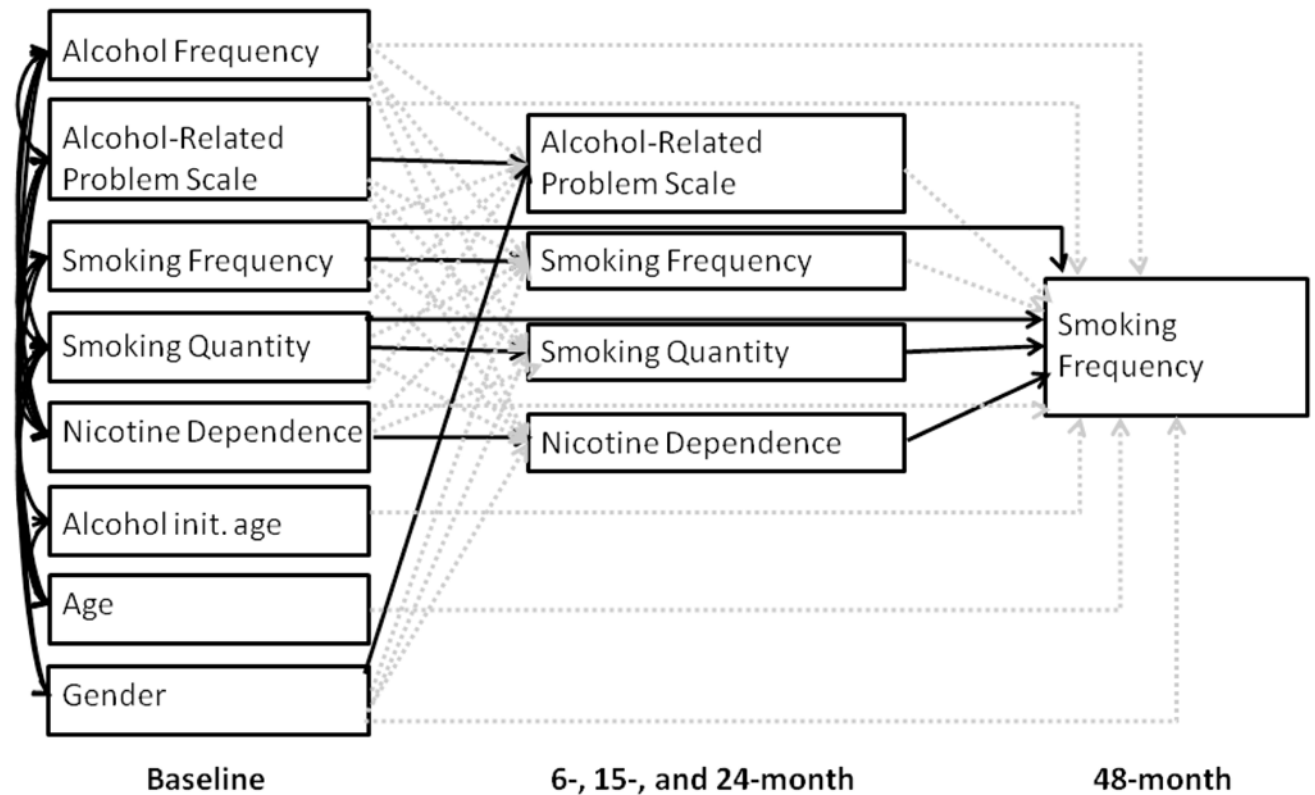 Alcohol Frequency
Alcohol-Related
Problem Scale
Smoking Frequency
Smoking Quantity
Nicotine Dependence
Alcohol init. age
Age
Gender
Alcohol-Related
Problem Scale
Smoking Frequency
Smoking Quantity
Nicotine Dependence
Smoking
Frequency
Baseline
6-, 15-, and 24-month
48-month